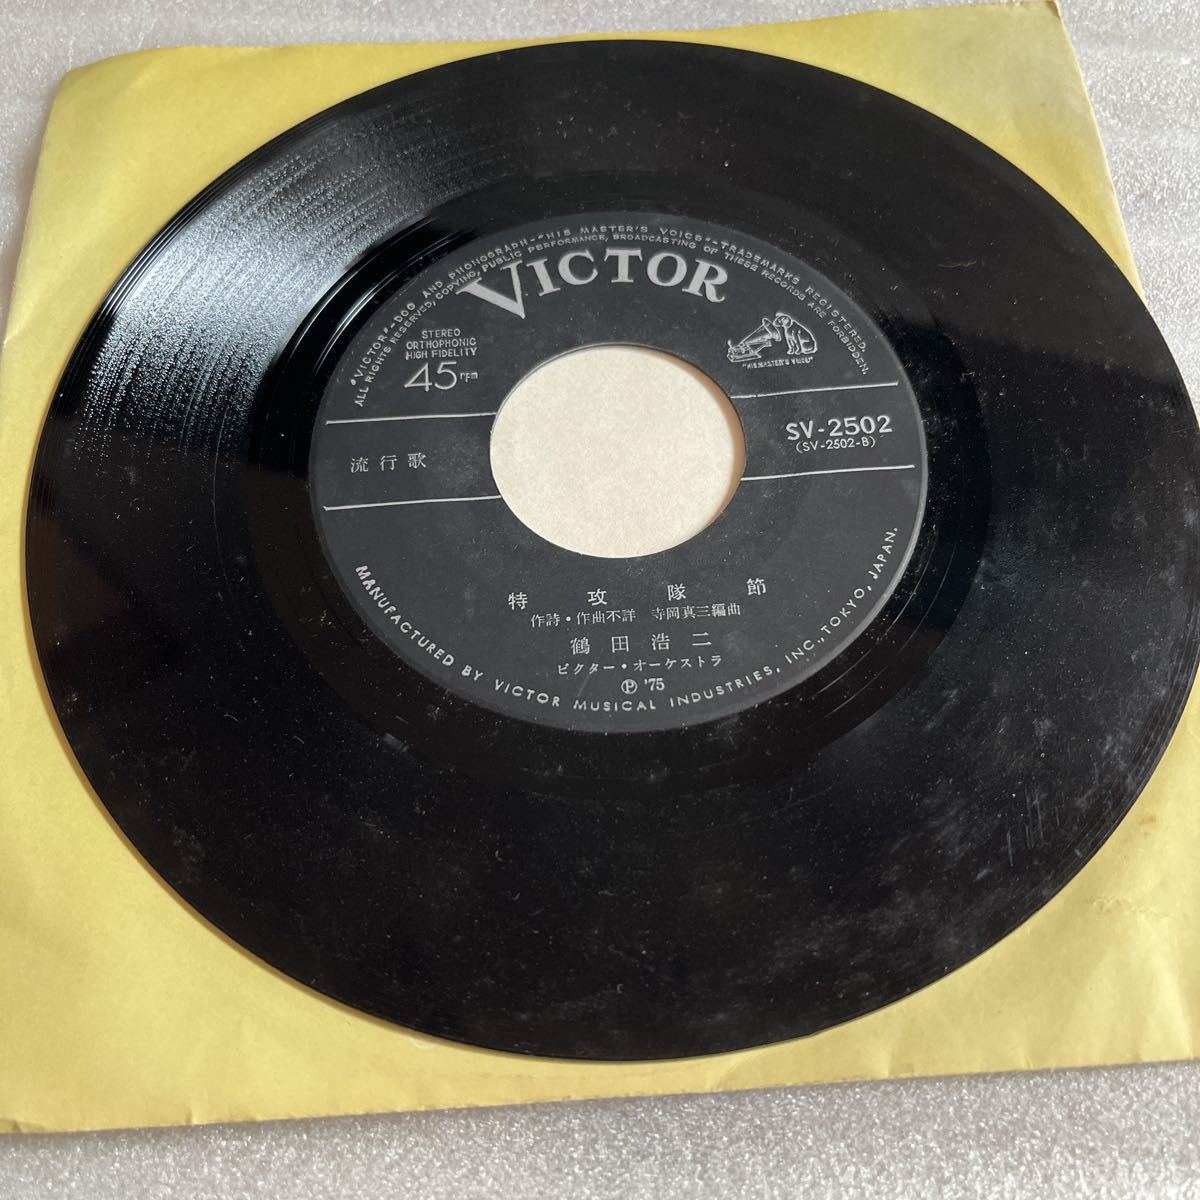 "VICTOR"-DOG AND PHONOGRAPH-"HIS MASTER'S VOICE"-TRADEMARKS REGISTERED.
ALL RIGHTS RESERVED, COPYING, PUBLIC PERFORMANCE, BROADCASTING OF THESE RECORDS ARE FORBIDDEN.
VICTOR
STEREO
ORTHOPHONIC
HIGH FIDELITY
45 rpm
"HIS MASTER'S VOICE"
SV-2502
(SV-2502-B)
流行歌
特攻隊節
作詩・作曲不詳 寺岡真三編曲
鶴田浩二
ビクター・オーケストラ
Ⓟ '75
MANUFACTURED BY VICTOR MUSICAL INDUSTRIES, INC., TOKYO, JAPAN.